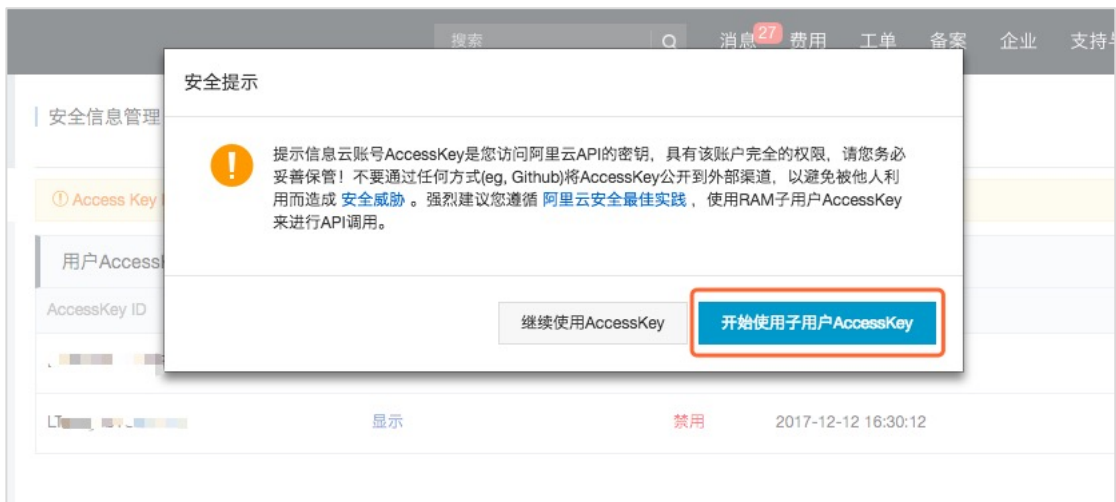 搜索
消息 27 费用 工单 备案 企业 支持与
安全提示
安全信息管理
提示信息云账号AccessKey是您访问阿里云API的密钥，具有该账户完全的权限，请您务必
妥善保管！不要通过任何方式(eg, Github)将AccessKey公开到外部渠道，以避免被他人利
用而造成 安全威胁 。强烈建议您遵循 阿里云安全最佳实践 ，使用RAM子用户AccessKey
来进行API调用。
Access Key
用户Access
AccessKey ID
继续使用AccessKey 开始使用子用户AccessKey
显示 禁用 2017-12-12 16:30:12